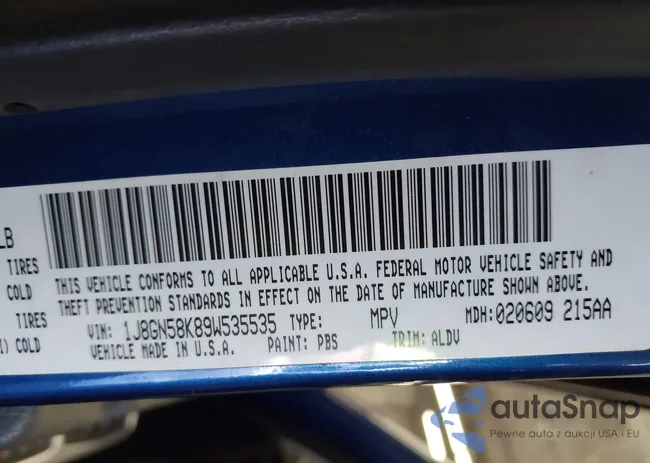 LB
TIRES
COLD
TIRES
) COLD
THIS VEHICLE CONFORMS TO ALL APPLICABLE U.S.A. FEDERAL MOTOR VEHICLE SAFETY AND
THEFT PREVENTION STANDARDS IN EFFECT ON THE DATE OF MANUFACTURE SHOWN ABOVE.
VIN: 1J8GN58K89W535535 TYPE: MPV MDH: 020609 215AA
VEHICLE MADE IN U.S.A. PAINT: PBS TRIM: ALDV
autoSnap
Pewne auta z aukcji USA i EU